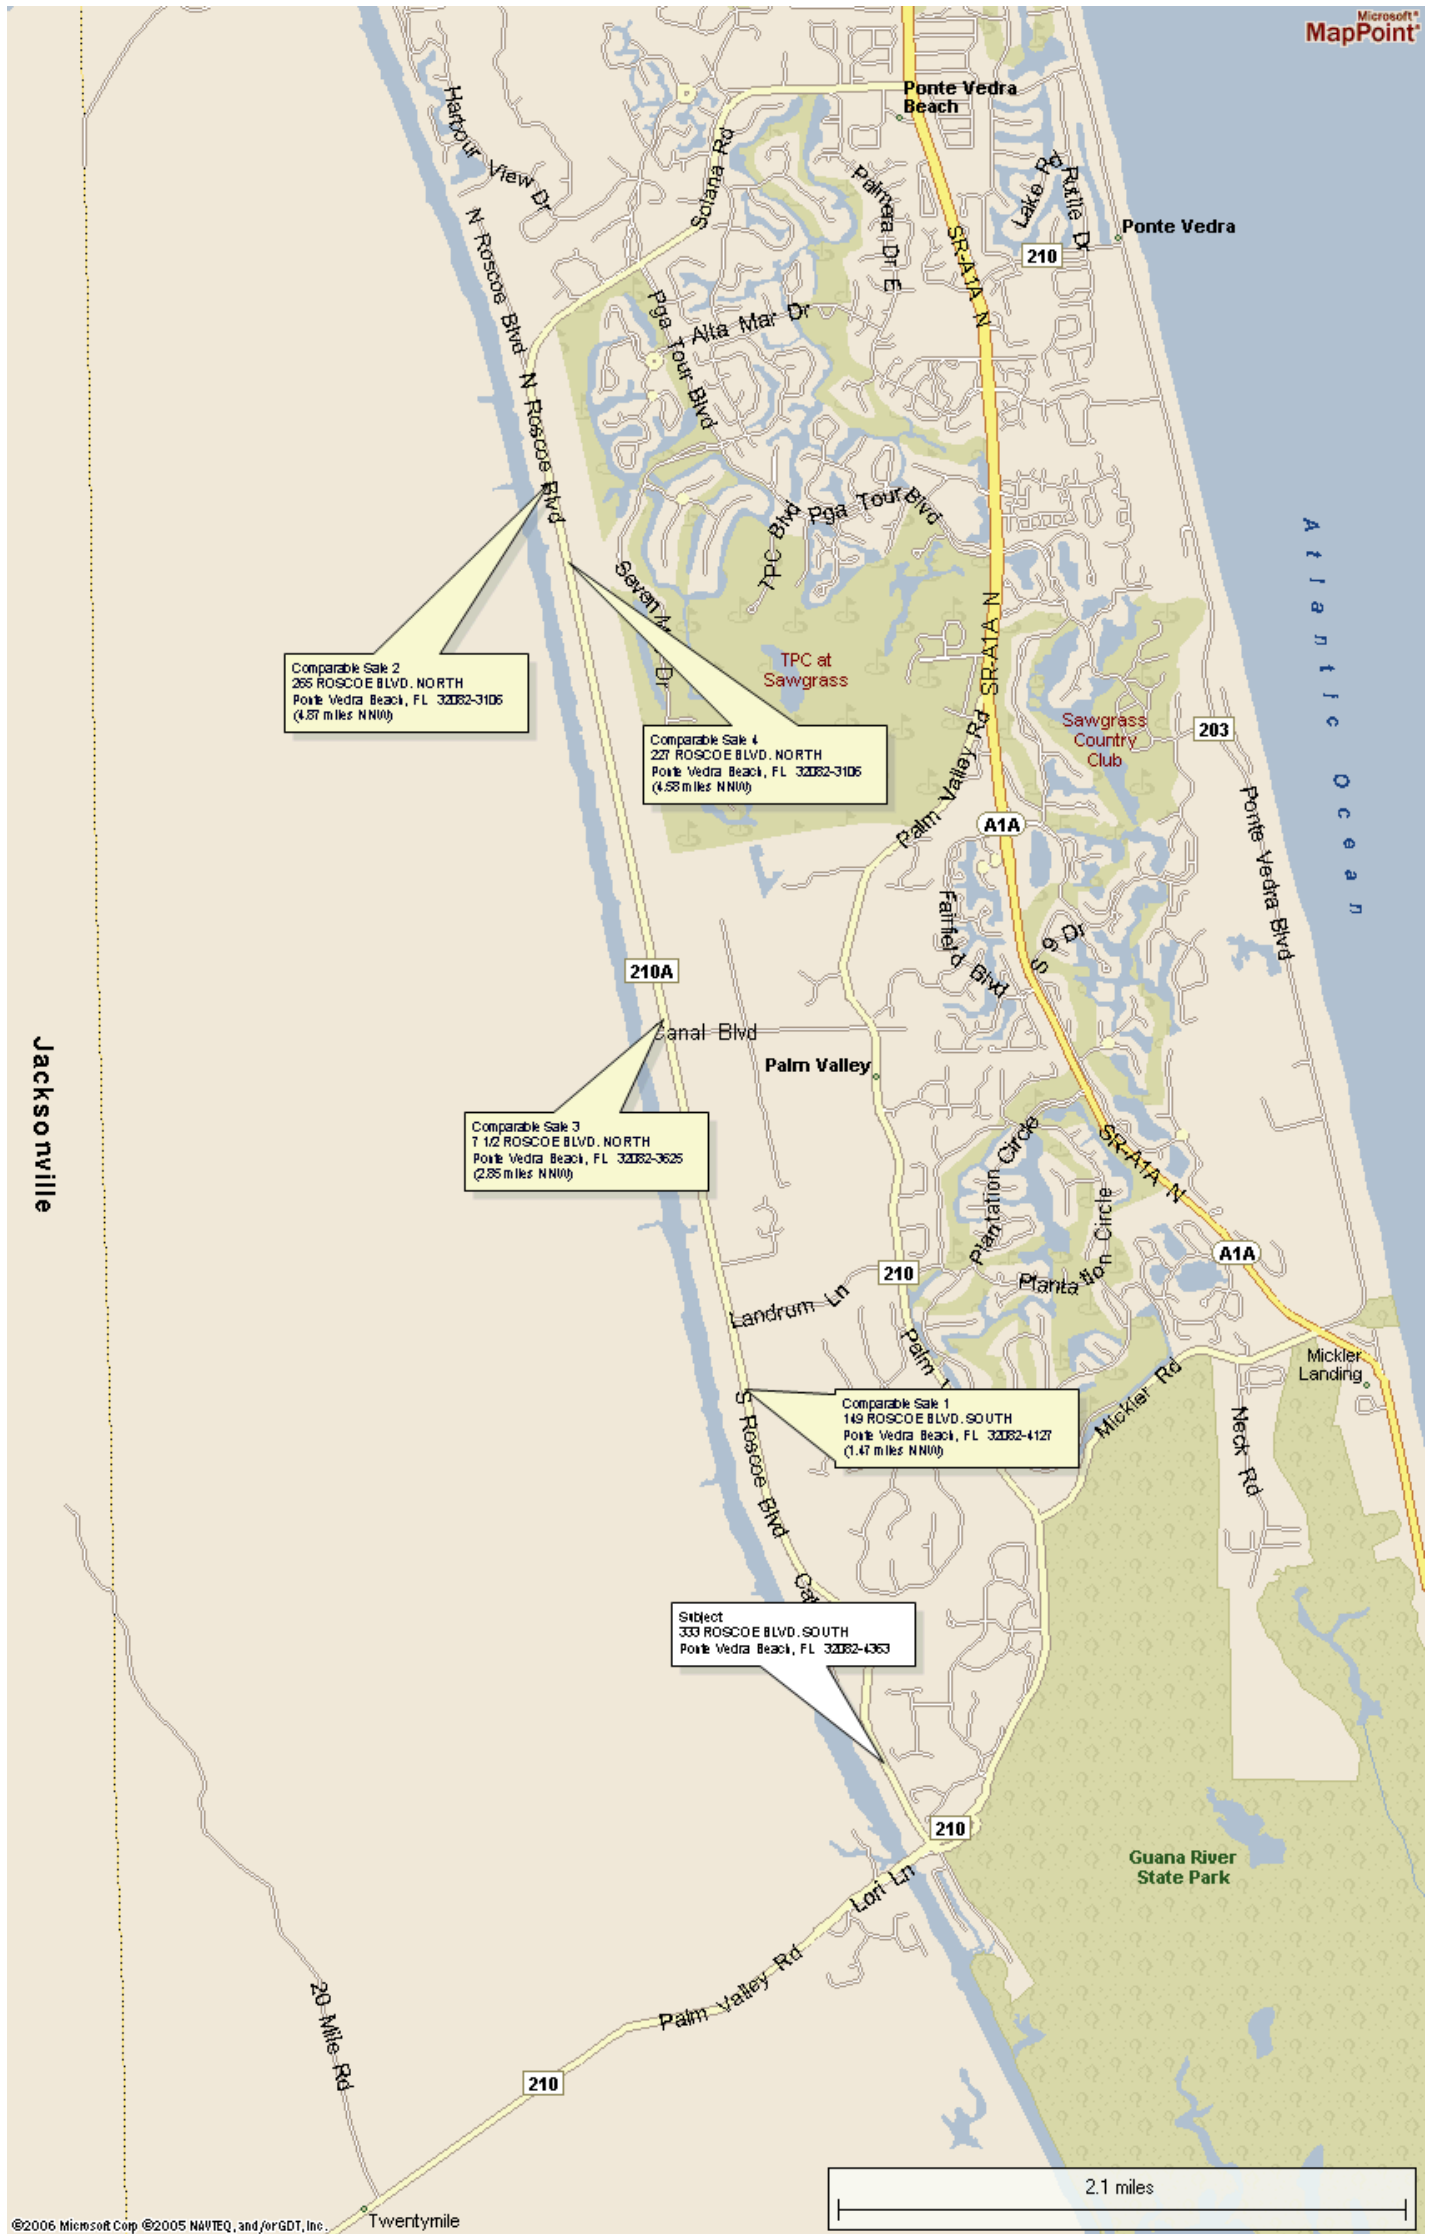 Microsoft®
MapPoint®
Ponte Vedra
Beach
Harbour View Dr
Solana Rd
Palmera Dr E
Lake Rd
Rutile Dr
Ponte Vedra
N Roscoe Blvd
SR-A1A N
210
Pga Tour Blvd
Alta Mar Dr
N Roscoe Blvd
TPC Blvd
Pga Tour Blvd
Atlantic Ocean
Seven
Dr
SR-A1A N
TPC at
Sawgrass
Comparable Sale 2
265 ROSCOE BLVD. NORTH
Ponte Vedra Beach, FL 32082-3106
(4.87 miles NNW)
Comparable Sale 4
227 ROSCOE BLVD. NORTH
Ponte Vedra Beach, FL 32082-3106
(4.58 miles NNW)
Sawgrass
Country
Club
203
Palm Valley Rd
A1A
Ponte Vedra Blvd
Fairfield Blvd
S 9 Dr
210A
Canal Blvd
Palm Valley
Jacksonville
Comparable Sale 3
7 1/2 ROSCOE BLVD. NORTH
Ponte Vedra Beach, FL 32082-3625
(2.85 miles NNW)
Plantation Circle
SR-A1A N
Plantation Circle
A1A
210
Landrum Ln
Palm
Mickler Rd
Mickler
Landing
Comparable Sale 1
149 ROSCOE BLVD. SOUTH
Ponte Vedra Beach, FL 32082-4127
(1.47 miles NNW)
S Roscoe Blvd
Neck Rd
Subject
333 ROSCOE BLVD. SOUTH
Ponte Vedra Beach, FL 32082-4363
210
Guana River
State Park
Lori Ln
Palm Valley Rd
20 Mile Rd
210
2.1 miles
Twentymile
©2006 Microsoft Corp ©2005 NAVTEQ, and/or GDT, Inc.